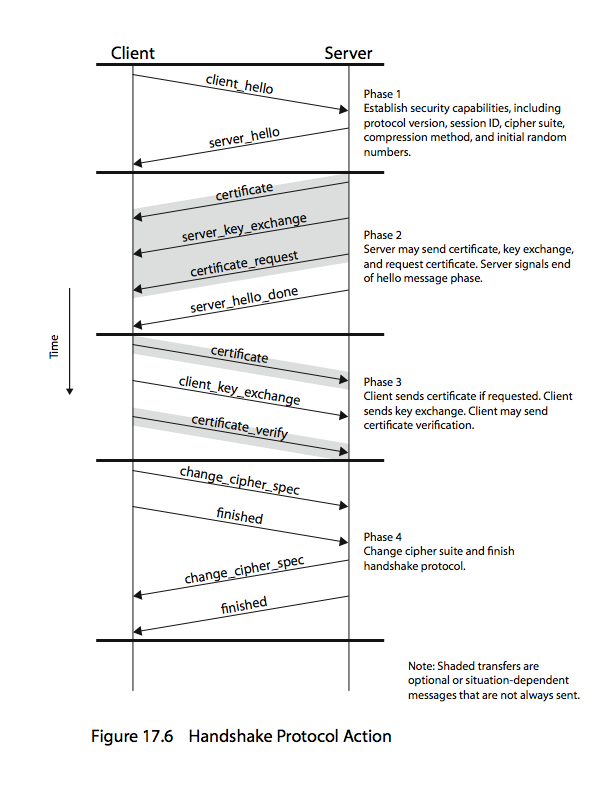 Client
Server
client_hello
Phase 1
Establish security capabilities, including
protocol version, session ID, cipher suite,
compression method, and initial random
numbers.
server_hello
certificate
server_key_exchange
Phase 2
Server may send certificate, key exchange,
and request certificate. Server signals end
of hello message phase.
certificate_request
server_hello_done
Time
certificate
client_key_exchange
Phase 3
Client sends certificate if requested. Client
sends key exchange. Client may send
certificate verification.
certificate_verify
change_cipher_spec
finished
Phase 4
Change cipher suite and finish
handshake protocol.
change_cipher_spec
finished
Note: Shaded transfers are
optional or situation-dependent
messages that are not always sent.
Figure 17.6 Handshake Protocol Action